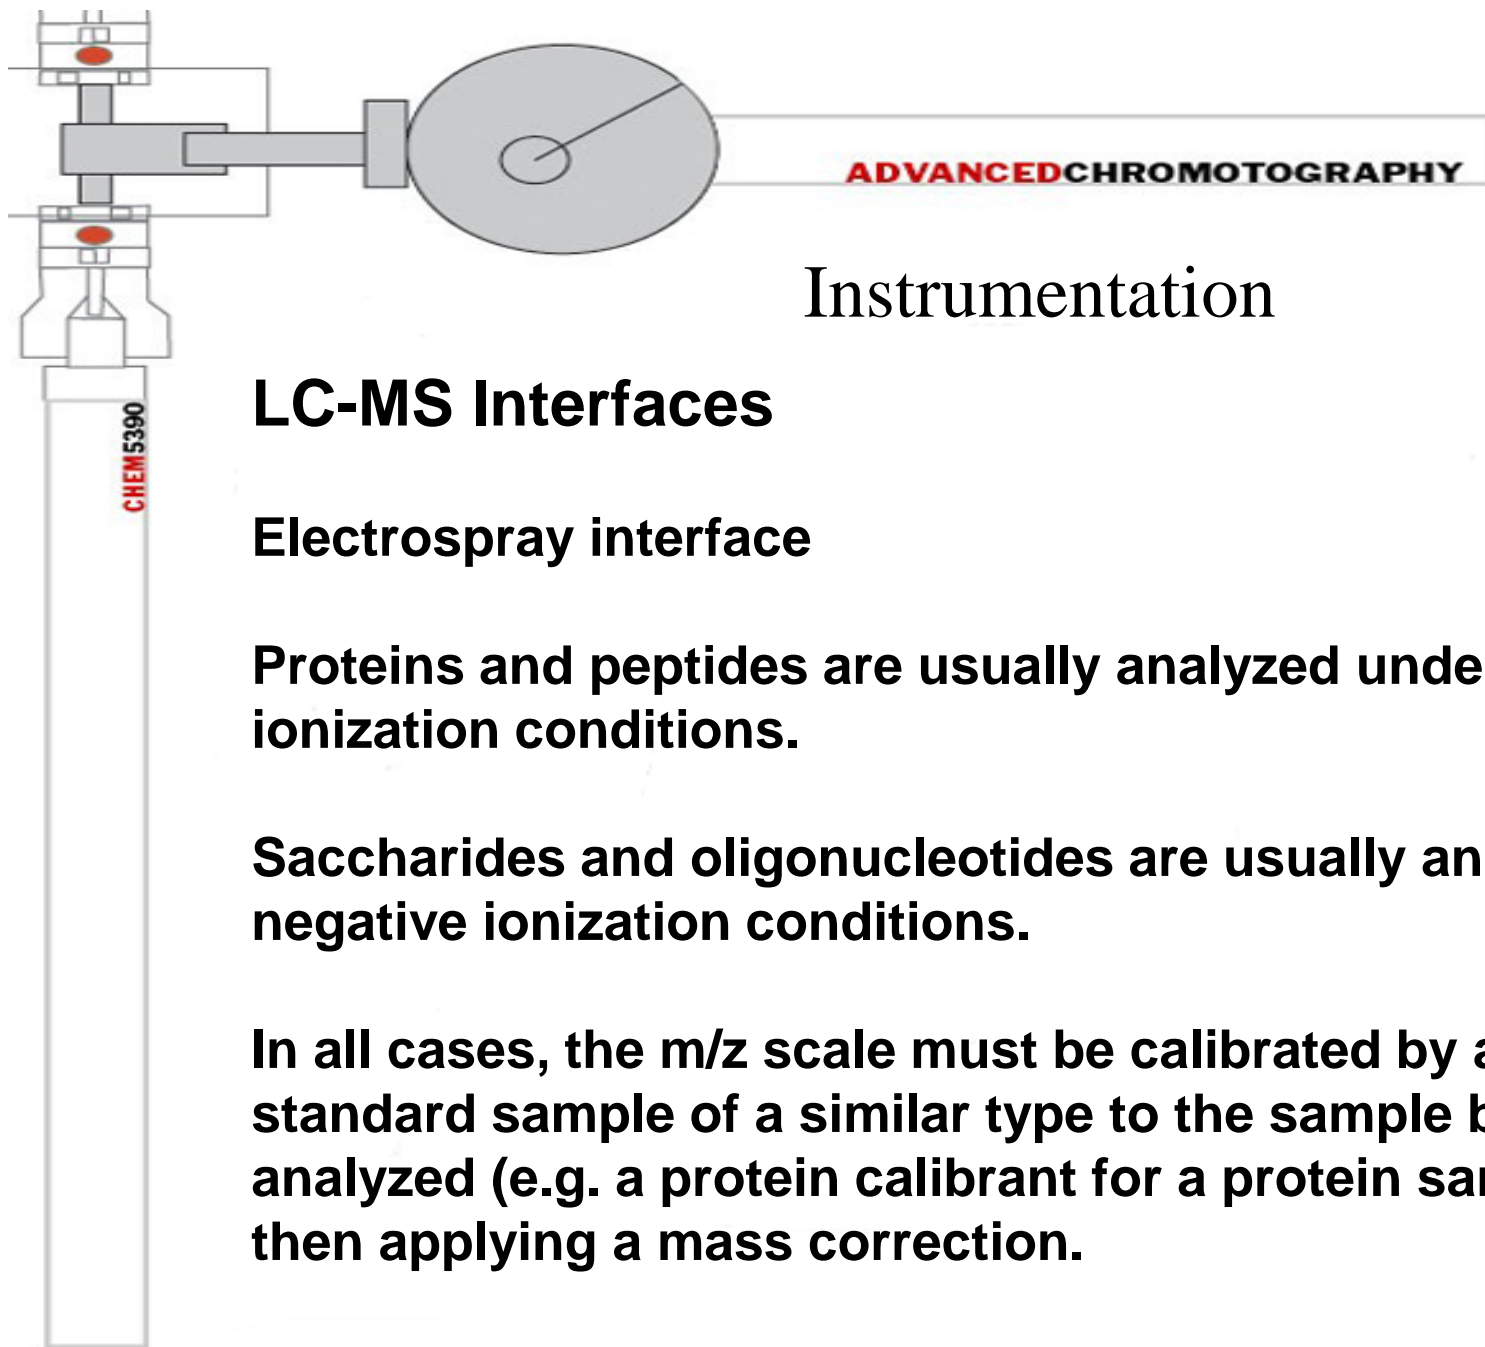 ADVANCEDCHROMOTOGRAPHY
Instrumentation
CHEM5390
LC-MS Interfaces
Electrospray interface
Proteins and peptides are usually analyzed unde
ionization conditions.
Saccharides and oligonucleotides are usually an
negative ionization conditions.
In all cases, the m/z scale must be calibrated by a
standard sample of a similar type to the sample b
analyzed (e.g. a protein calibrant for a protein sa
then applying a mass correction.